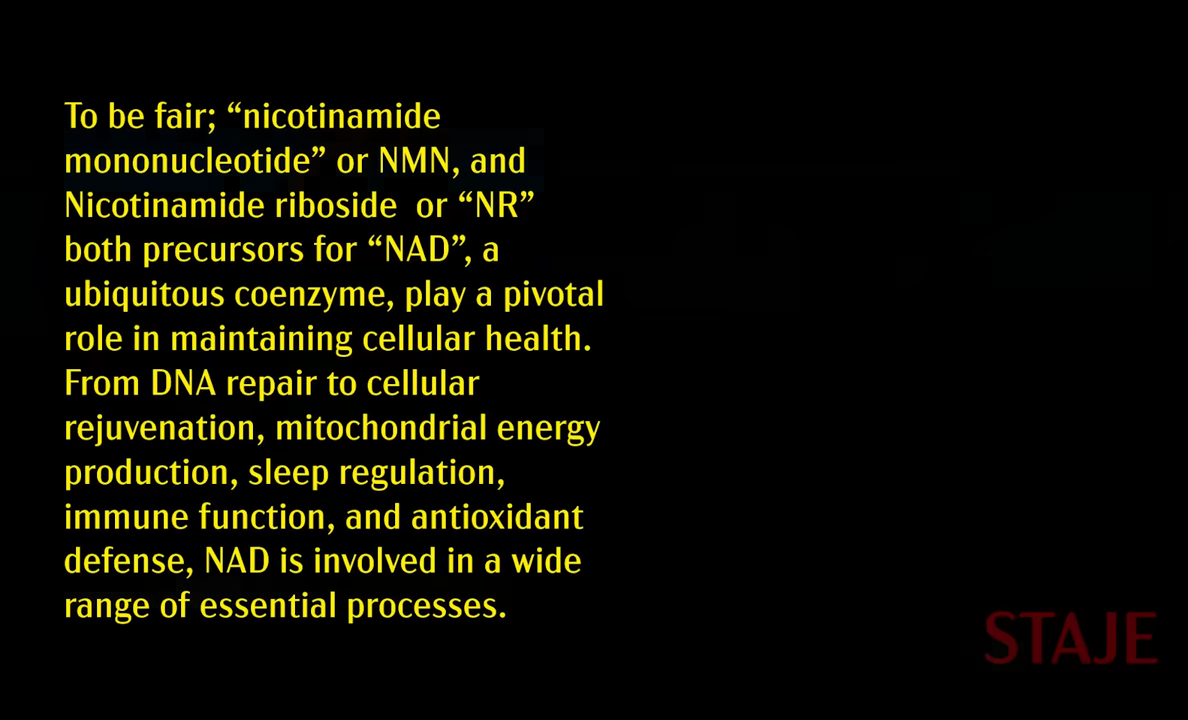 To be fair; “nicotinamide
mononucleotide” or NMN, and
Nicotinamide riboside  or “NR”
both precursors for “NAD”, a
ubiquitous coenzyme, play a pivotal
role in maintaining cellular health.
From DNA repair to cellular
rejuvenation, mitochondrial energy
production, sleep regulation,
immune function, and antioxidant
defense, NAD is involved in a wide
range of essential processes.
STAJE